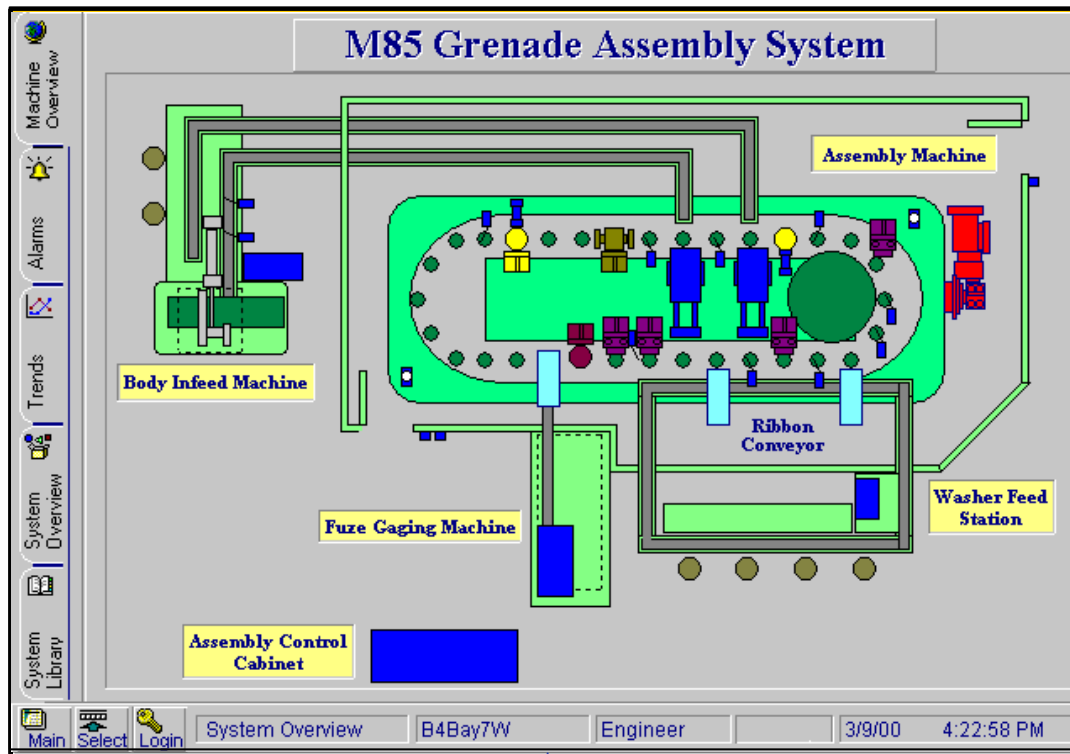 M85 Grenade Assembly System
Machine
Overview
Alarms
Trends
System
Overview
System
Library
Assembly Machine
Body Infeed Machine
Ribbon
Conveyor
Fuze Gaging Machine
Washer Feed
Station
Assembly Control
Cabinet
Main
Select
Login
System Overview
B4Bay7W
Engineer
3/9/00
4:22:58 PM